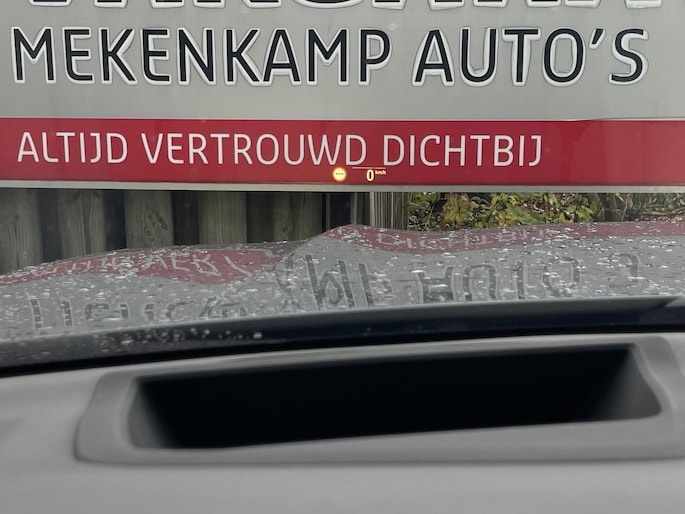 MEKENKAMP AUTO'S
ALTIJD VERTROUWD DICHTBIJ
0 km/h